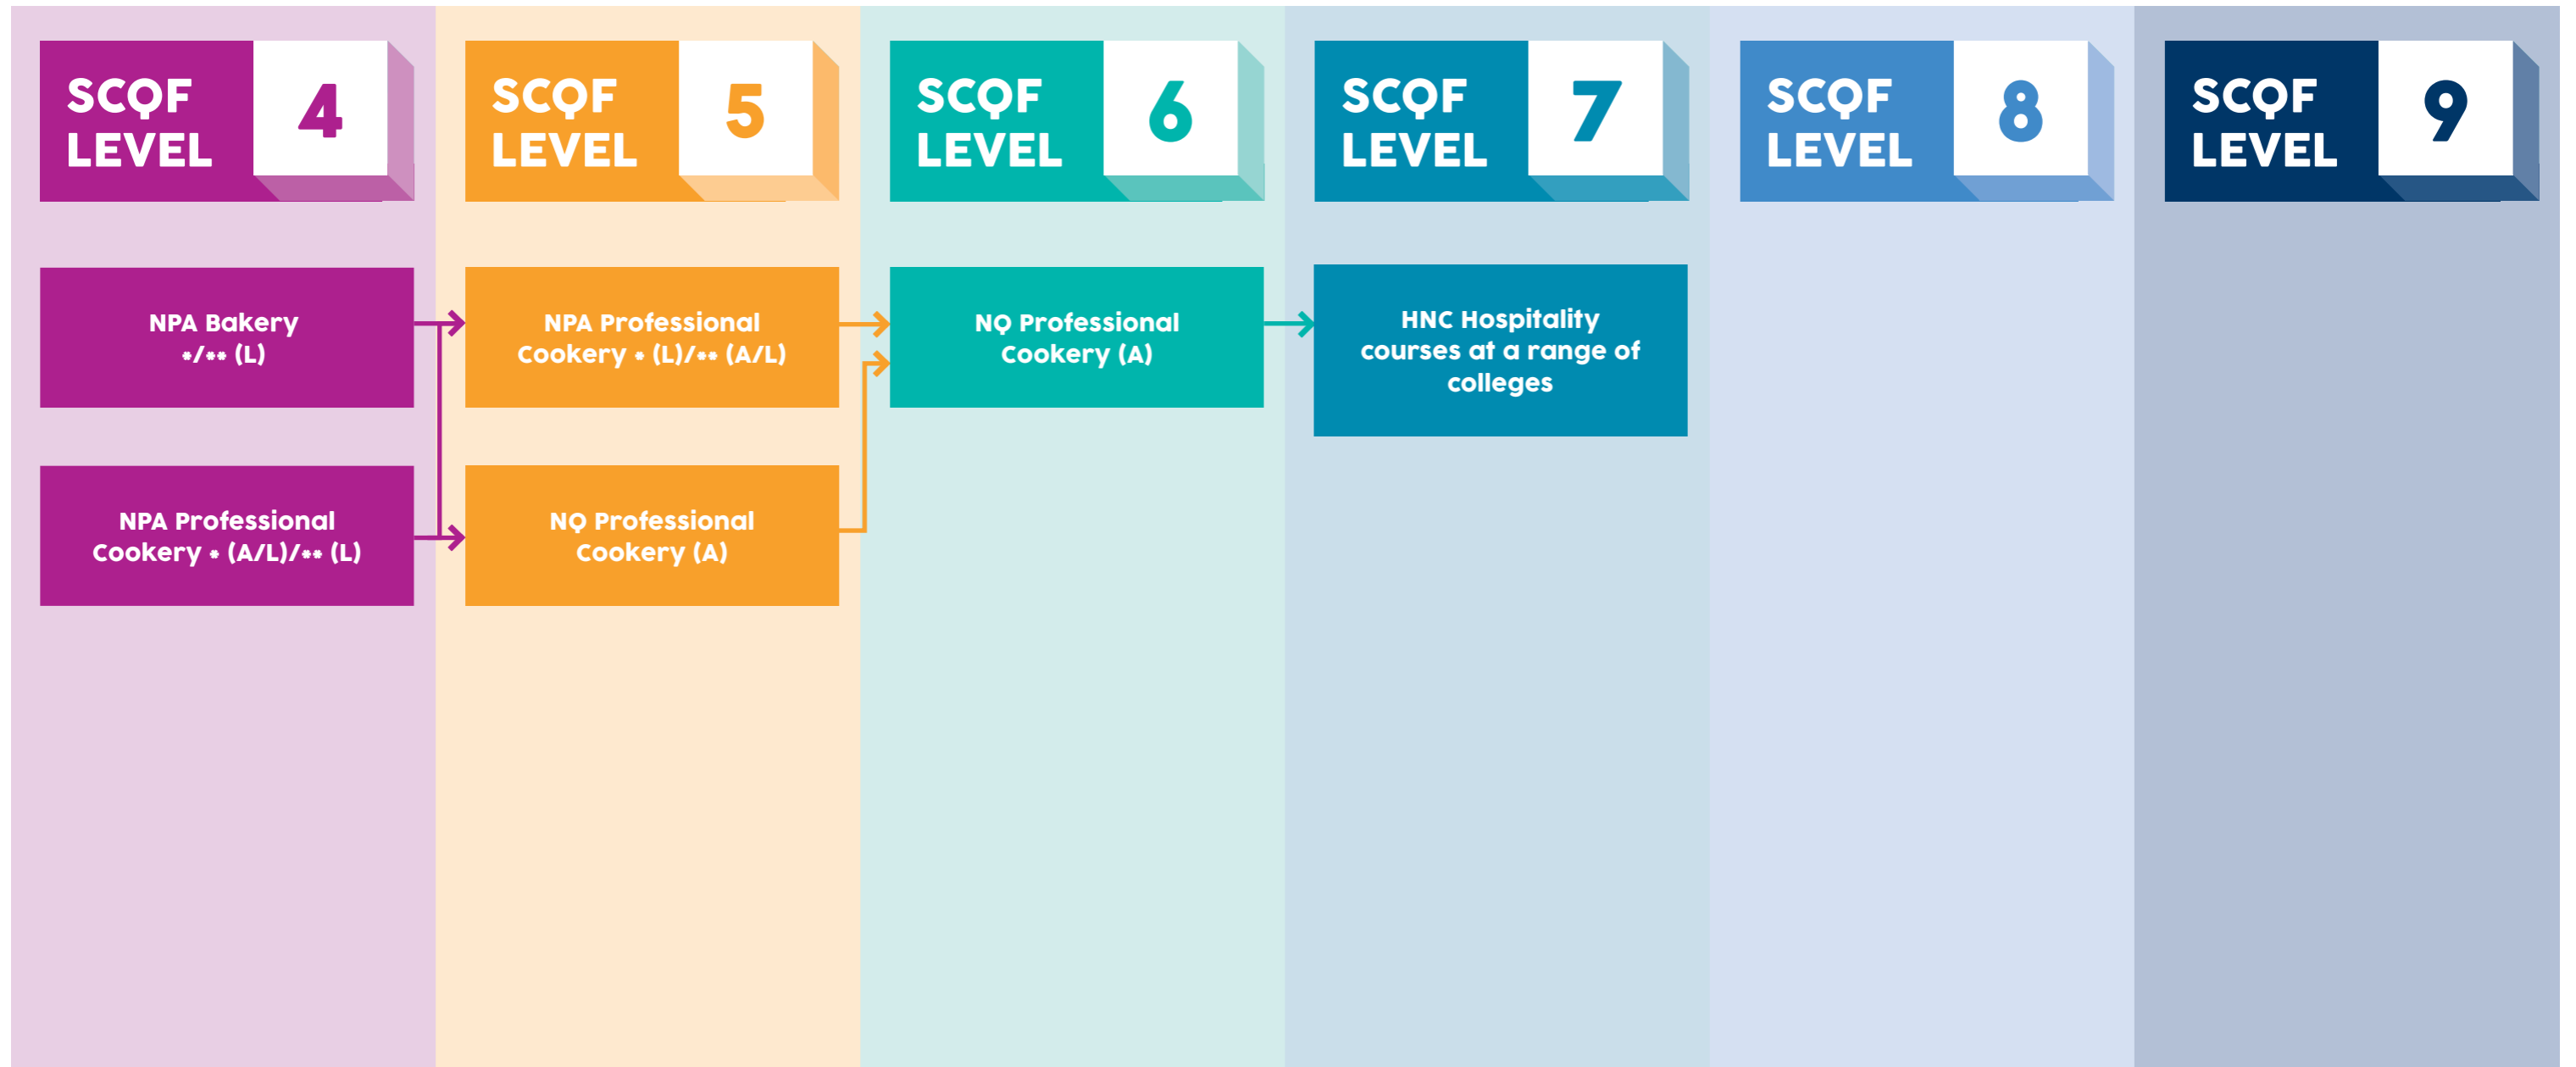 SCQF
LEVEL
4
SCQF
LEVEL
5
SCQF
LEVEL
6
SCQF
LEVEL
7
SCQF
LEVEL
8
SCQF
LEVEL
9
NPA Bakery
*/** (L)
NPA Professional
Cookery * (A/L)/** (L)
NPA Professional
Cookery * (L)/** (A/L)
NQ Professional
Cookery (A)
NQ Professional
Cookery (A)
HNC Hospitality
courses at a range of
colleges